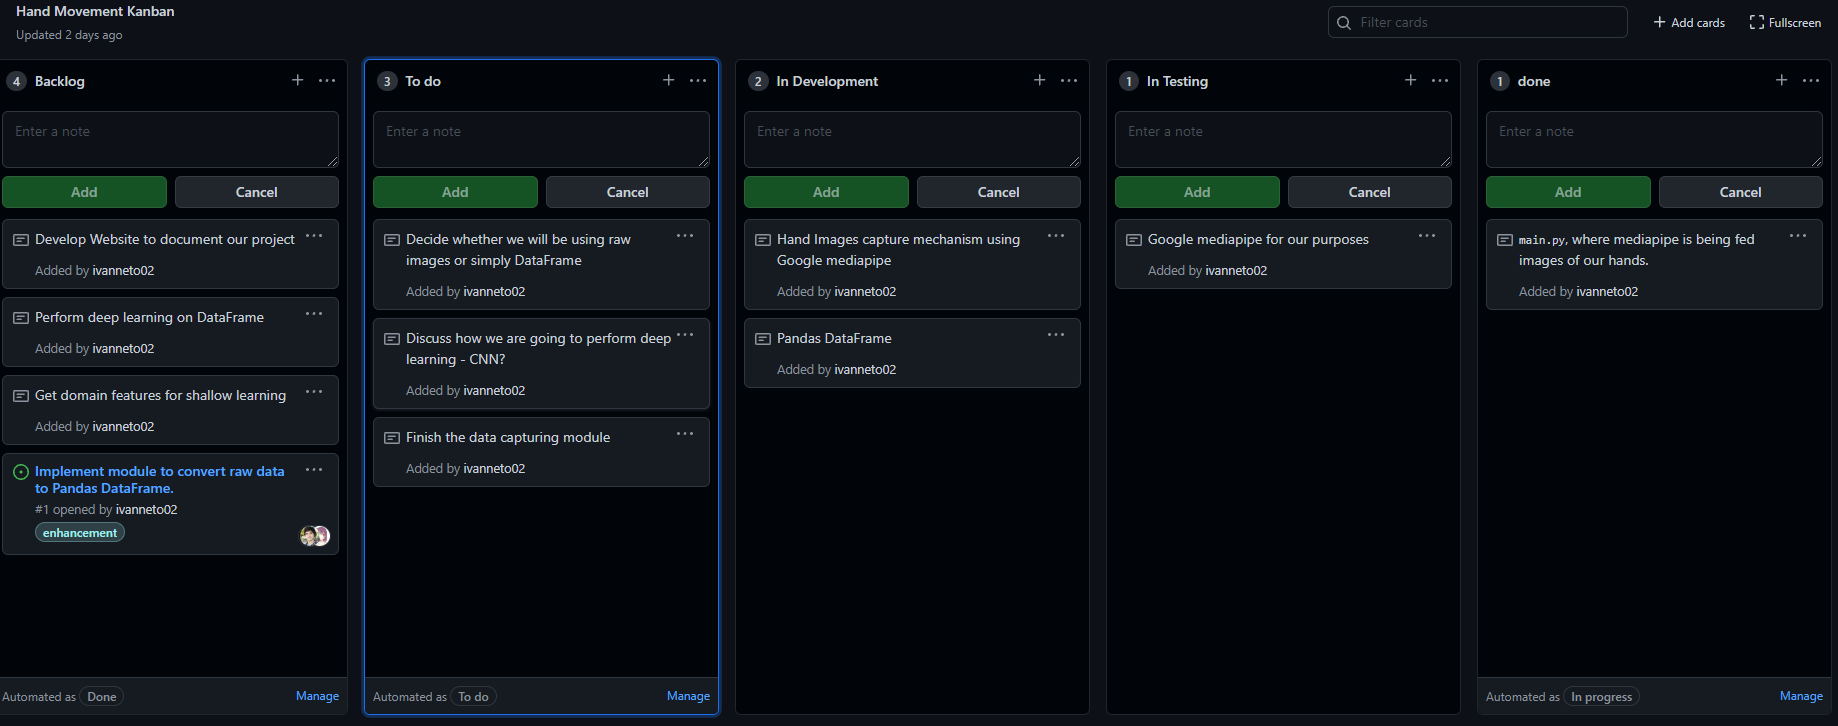 Hand Movement Kanban
Updated 2 days ago
Filter cards
Add cards
Fullscreen
4 Backlog
Enter a note
Add Cancel
Develop Website to document our project
Added by ivanneto02
Perform deep learning on DataFrame
Added by ivanneto02
Get domain features for shallow learning
Added by ivanneto02
Implement module to convert raw data
to Pandas DataFrame.
#1 opened by ivanneto02
enhancement
Automated as Done Manage
3 To do
Enter a note
Add Cancel
Decide whether we will be using raw
images or simply DataFrame
Added by ivanneto02
Discuss how we are going to perform deep
learning - CNN?
Added by ivanneto02
Finish the data capturing module
Added by ivanneto02
Automated as To do Manage
2 In Development
Enter a note
Add Cancel
Hand Images capture mechanism using
Google mediapipe
Added by ivanneto02
Pandas DataFrame
Added by ivanneto02
1 In Testing
Enter a note
Add Cancel
Google mediapipe for our purposes
Added by ivanneto02
1 done
Enter a note
Add Cancel
main.py, where mediapipe is being fed
images of our hands.
Added by ivanneto02
Automated as In progress Manage